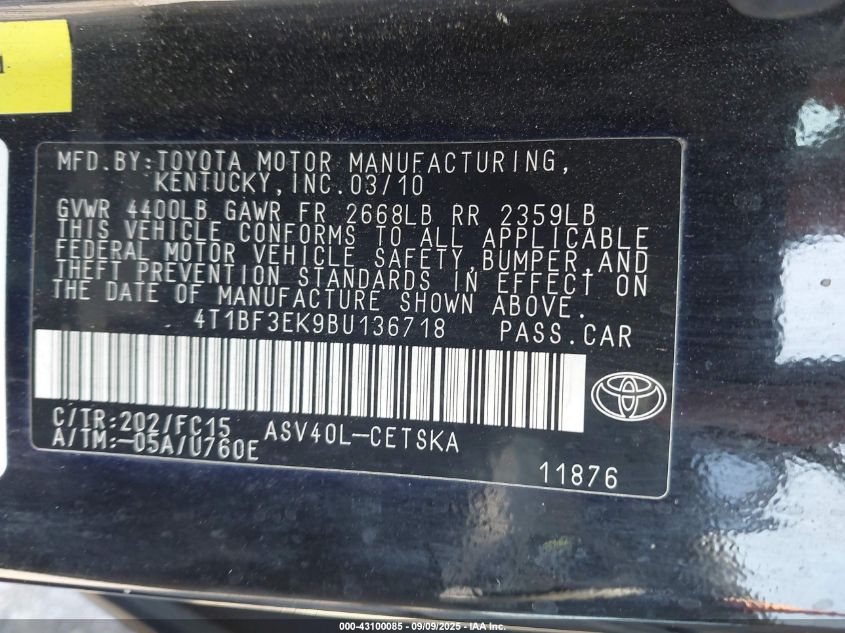 MFD.BY:TOYOTA MOTOR MANUFACTURING,
KENTUCKY,INC.03/10
GVWR 4400LB GAWR FR 2668LB RR 2359LB
THIS VEHICLE CONFORMS TO ALL APPLICABLE
FEDERAL MOTOR VEHICLE SAFETY,BUMPER,AND
THEFT PREVENTION STANDARDS IN EFFECT ON
THE DATE OF MANUFACTURE SHOWN ABOVE.
4T1BF3EK9BU136718 PASS.CAR
C/TR:202/FC15 ASV40L-CETSKA
A/TM:-05A/U760E
11876
000-43100085 - 09/09/2025 - IAA, Inc.